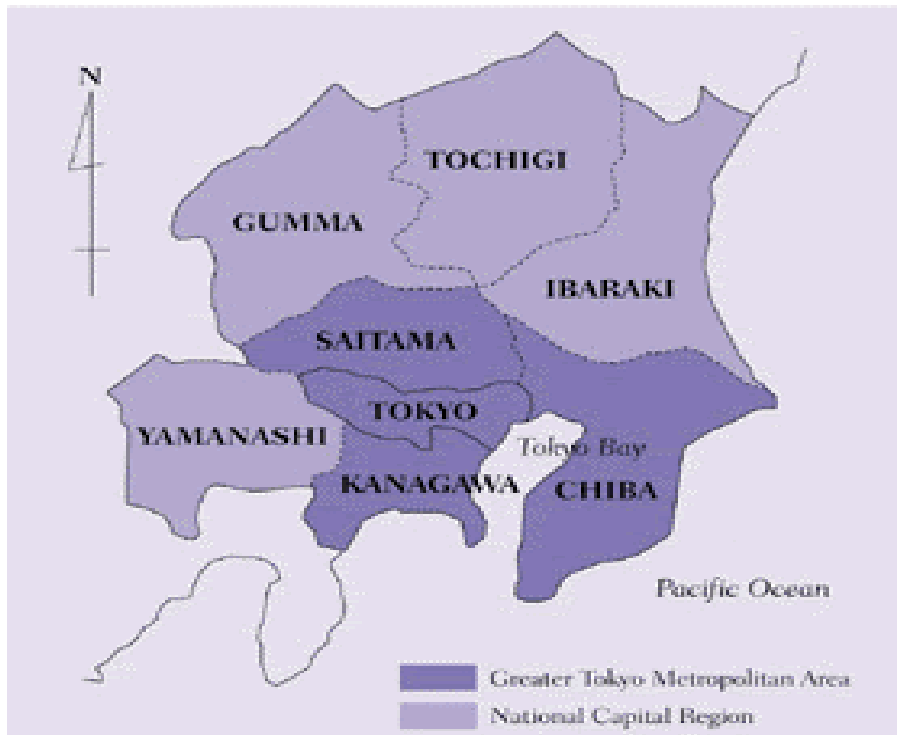 N
TOCHIGI
GUMMA
IBARAKI
SAITAMA
TOKYO
YAMANASHI
Tokyo Bay
KANAGAWA
CHIBA
Pacific Ocean
Greater Tokyo Metropolitan Area
National Capital Region